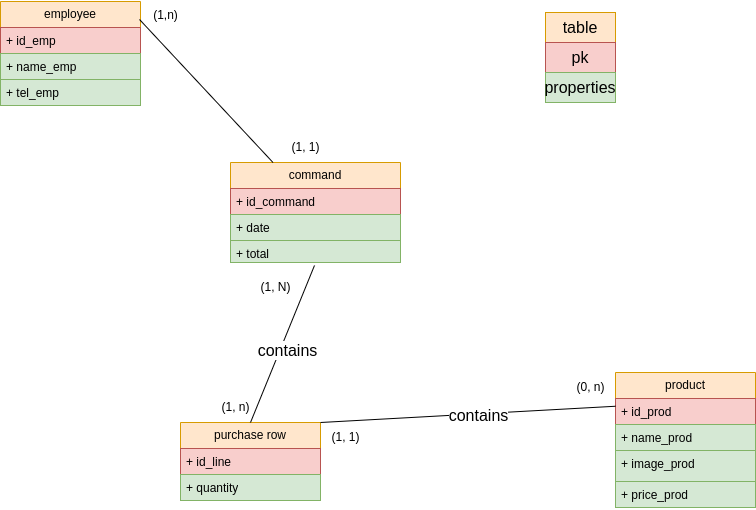 employee
+ id_emp
+ name_emp
+ tel_emp
(1,n)
table
pk
properties
(1, 1)
command
+ id_command
+ date
+ total
(1, N)
contains
(1, n)
purchase row
+ id_line
+ quantity
(1, 1)
contains
(0, n)
product
+ id_prod
+ name_prod
+ image_prod
+ price_prod